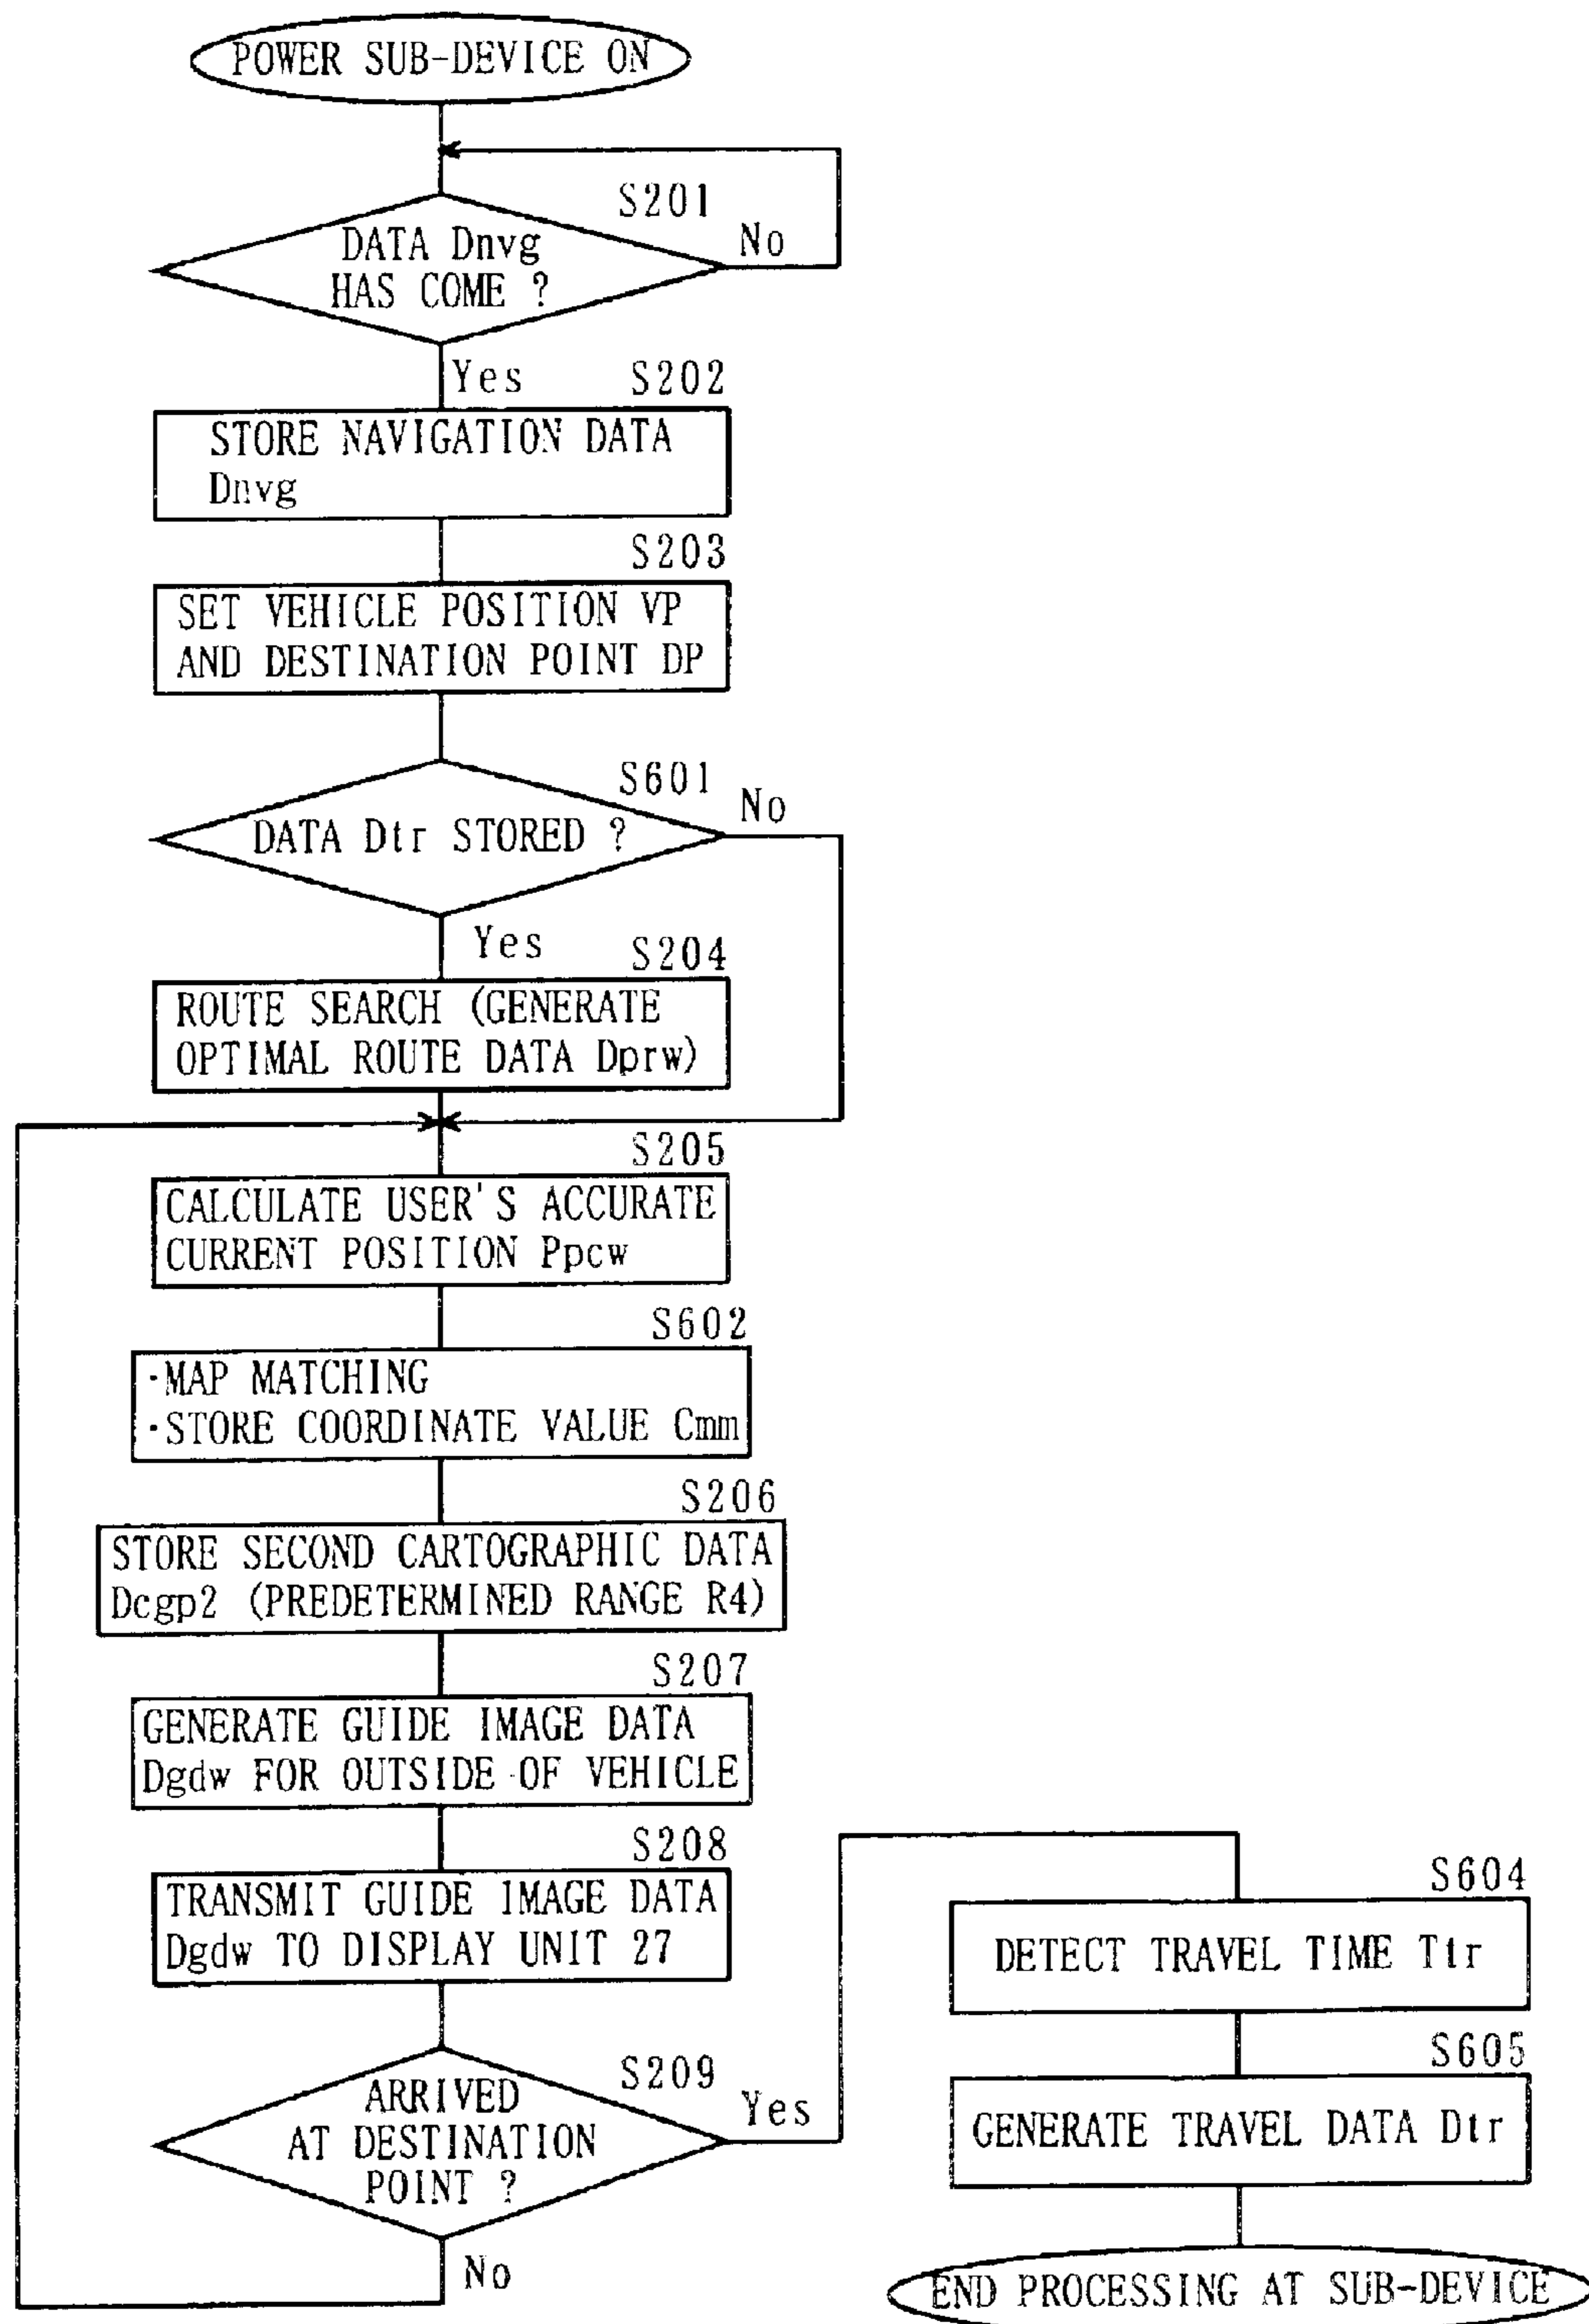 POWER SUB-DEVICE ON
S201
DATA Dnvg
HAS COME ?
No
Yes
S202
STORE NAVIGATION DATA
Dnvg
S203
SET VEHICLE POSITION VP
AND DESTINATION POINT DP
S601
DATA Dtr STORED ?
No
Yes
S204
ROUTE SEARCH (GENERATE
OPTIMAL ROUTE DATA Dprw)
S205
CALCULATE USER'S ACCURATE
CURRENT POSITION Ppcw
S602
·MAP MATCHING
·STORE COORDINATE VALUE Cmm
S206
STORE SECOND CARTOGRAPHIC DATA
Dcgp2 (PREDETERMINED RANGE R4)
S207
GENERATE GUIDE IMAGE DATA
Dgdw FOR OUTSIDE OF VEHICLE
S208
TRANSMIT GUIDE IMAGE DATA
Dgdw TO DISPLAY UNIT 27
S209
ARRIVED
AT DESTINATION
POINT ?
Yes
No
S604
DETECT TRAVEL TIME Ttr
S605
GENERATE TRAVEL DATA Dtr
END PROCESSING AT SUB-DEVICE